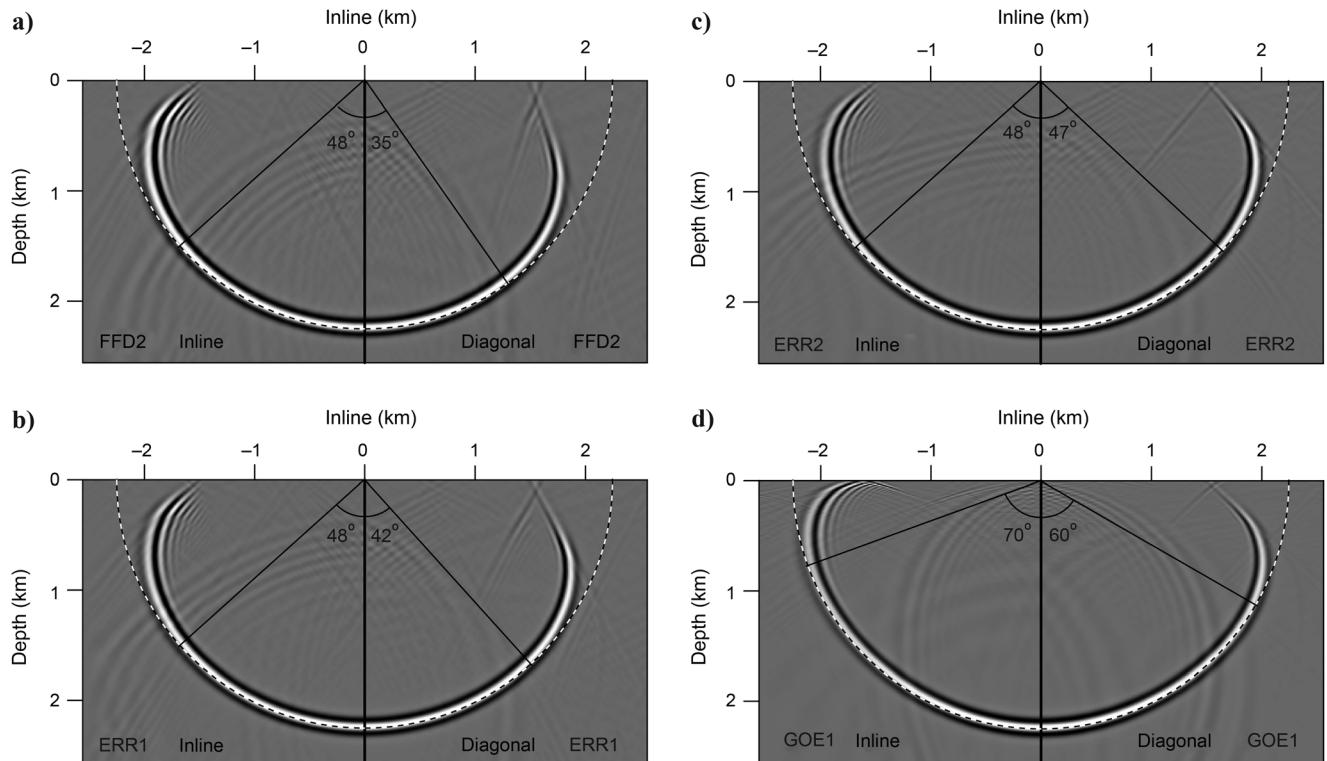 a)
Inline (km)
–2 –1 0 1 2
0
1
2
Depth (km)
48° 35°
FFD2 Inline Diagonal FFD2
c)
Inline (km)
–2 –1 0 1 2
0
1
2
Depth (km)
48° 47°
ERR2 Inline Diagonal ERR2
b)
Inline (km)
–2 –1 0 1 2
0
1
2
Depth (km)
48° 42°
ERR1 Inline Diagonal ERR1
d)
Inline (km)
–2 –1 0 1 2
0
1
2
Depth (km)
70° 60°
GOE1 Inline Diagonal GOE1